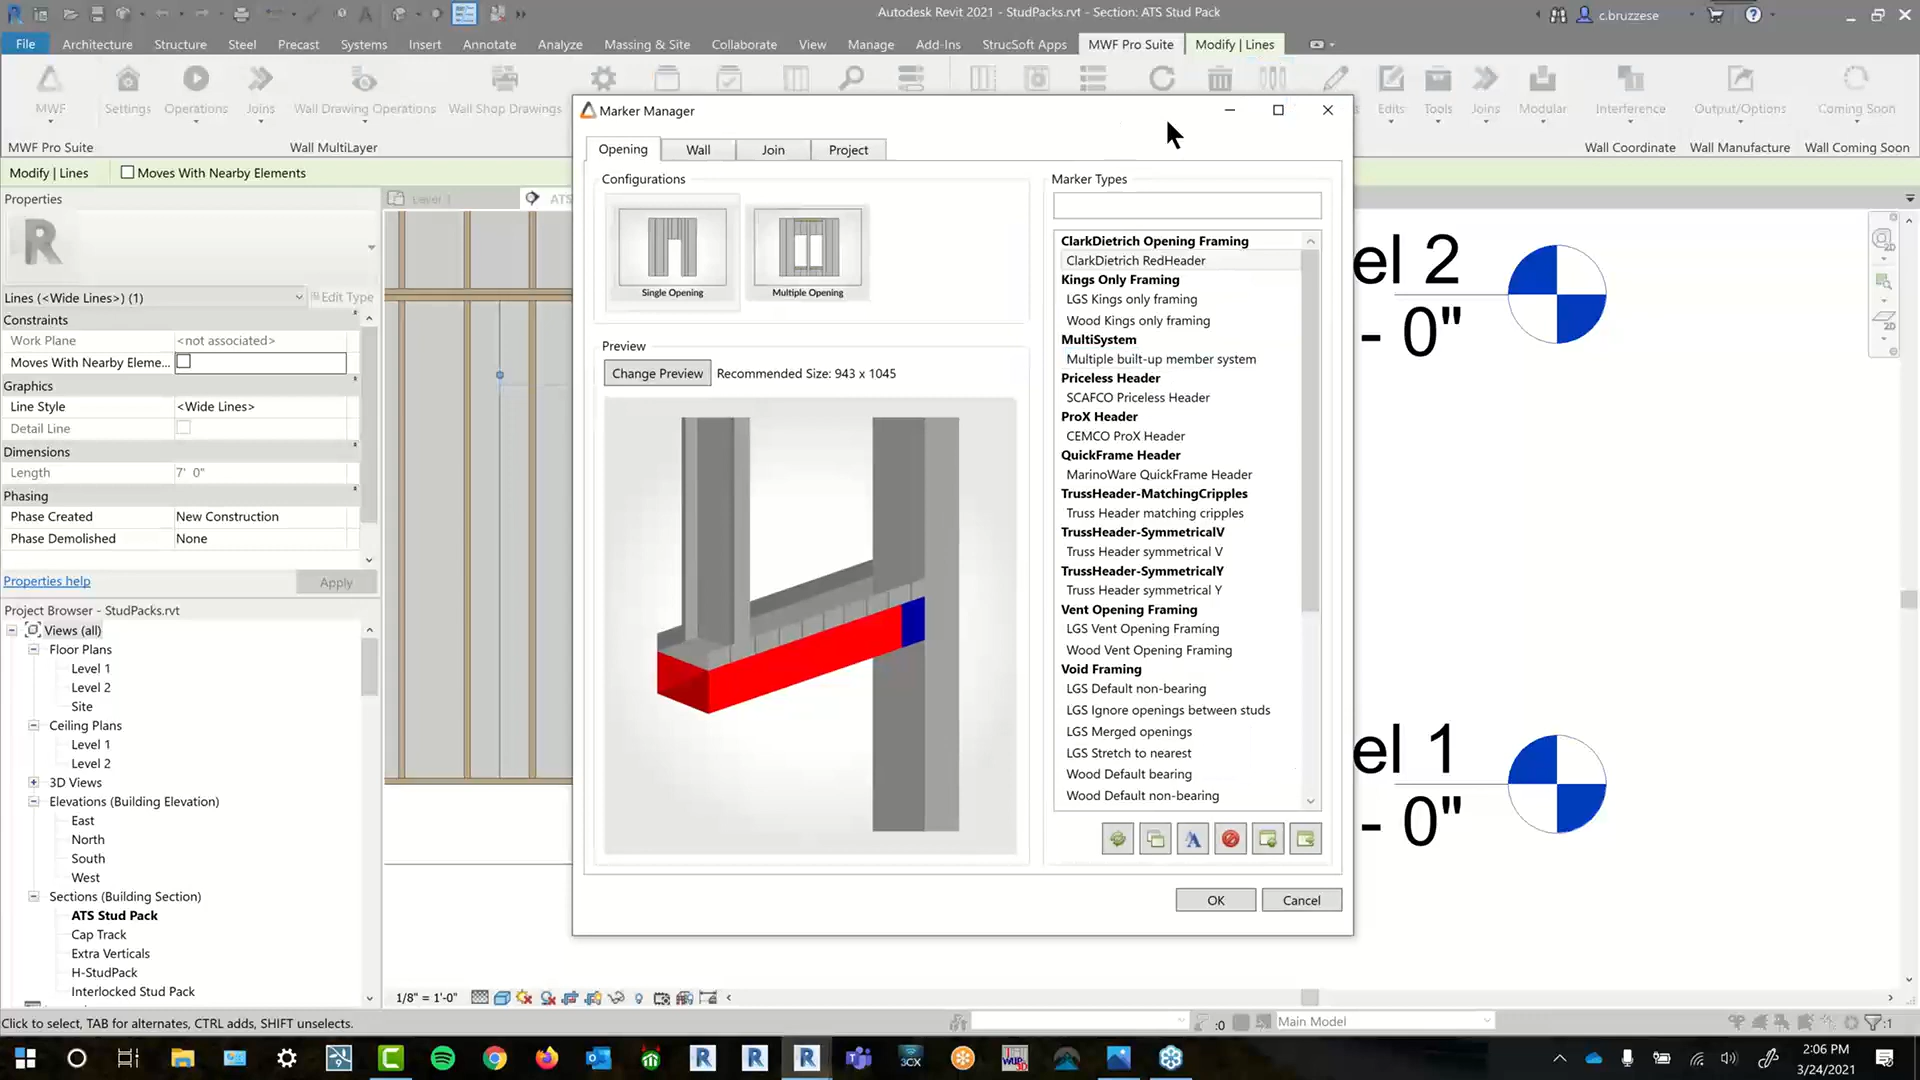 Autodesk Revit 2021 - StudPacks.rvt - Section: ATS Stud Pack
c.bruzzese
File Architecture Structure Steel Precast Systems Insert Annotate Analyze Massing & Site Collaborate View Manage Add-Ins StrucSoft Apps MWF Pro Suite Modify | Lines
MWF Settings Operations Joins Wall Drawing Operations Wall Shop Drawings Edits Tools Joins Modular Interference Output/Options Coming Soon
MWF Pro Suite Wall MultiLayer Wall Coordinate Wall Manufacture Wall Coming Soon
Modify | Lines Moves With Nearby Elements
Properties
Level 1
ATS
Lines (<Wide Lines>) (1) Edit Type
Constraints
Work Plane <not associated>
Moves With Nearby Eleme...
Graphics
Line Style <Wide Lines>
Detail Line
Dimensions
Length 7' 0"
Phasing
Phase Created New Construction
Phase Demolished None
Properties help Apply
Project Browser - StudPacks.rvt
Views (all)
Floor Plans
Level 1
Level 2
Site
Ceiling Plans
Level 1
Level 2
3D Views
Elevations (Building Elevation)
East
North
South
West
Sections (Building Section)
ATS Stud Pack
Cap Track
Extra Verticals
H-StudPack
Interlocked Stud Pack
Marker Manager
Opening Wall Join Project
Configurations
Single Opening Multiple Opening
Preview
Change Preview Recommended Size: 943 x 1045
Marker Types
ClarkDietrich Opening Framing
ClarkDietrich RedHeader
Kings Only Framing
LGS Kings only framing
Wood Kings only framing
MultiSystem
Multiple built-up member system
Priceless Header
SCAFCO Priceless Header
ProX Header
CEMCO ProX Header
QuickFrame Header
MarinoWare QuickFrame Header
TrussHeader-MatchingCripples
Truss Header matching cripples
TrussHeader-SymmetricalV
Truss Header symmetrical V
TrussHeader-SymmetricalY
Truss Header symmetrical Y
Vent Opening Framing
LGS Vent Opening Framing
Wood Vent Opening Framing
Void Framing
LGS Default non-bearing
LGS Ignore openings between studs
LGS Merged openings
LGS Stretch to nearest
Wood Default bearing
Wood Default non-bearing
OK Cancel
el 2
- 0"
el 1
- 0"
2D
1/8" = 1'-0"
Click to select, TAB for alternates, CTRL adds, SHIFT unselects.
:0
Main Model
:1
3CX
2:06 PM
3/24/2021